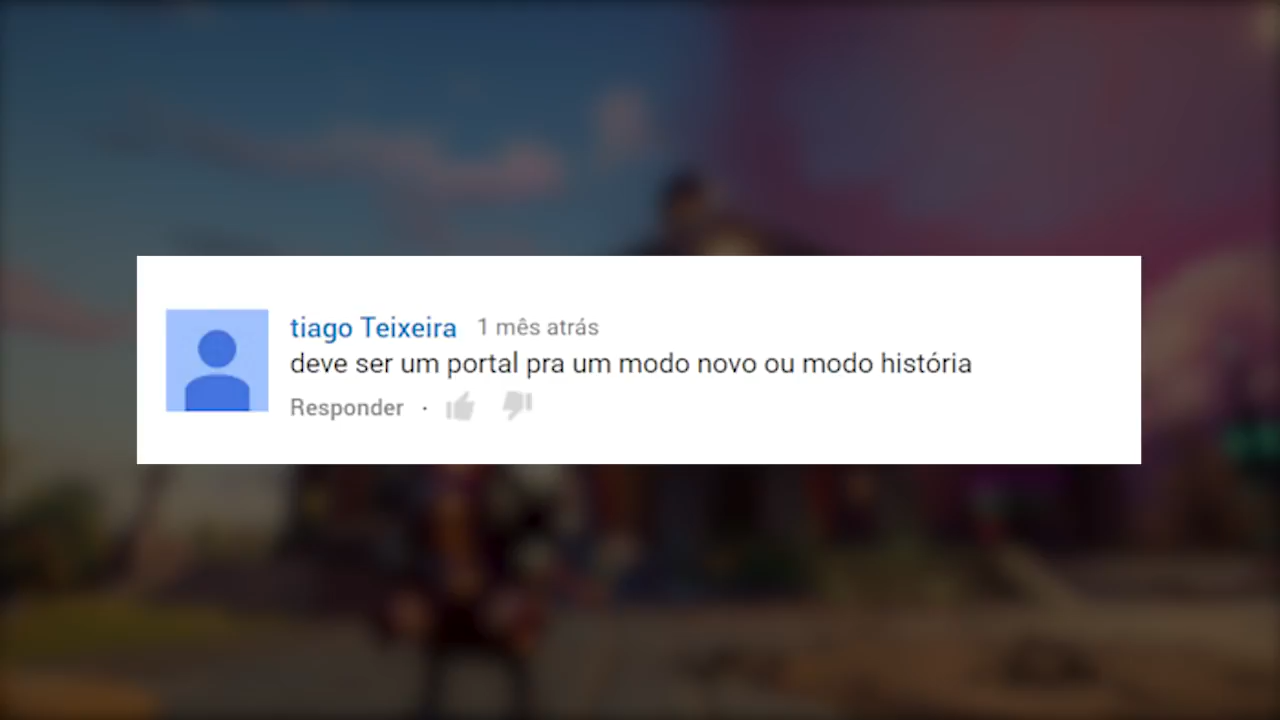 tiago Teixeira 1 mês atrás
deve ser um portal pra um modo novo ou modo história
Responder ·